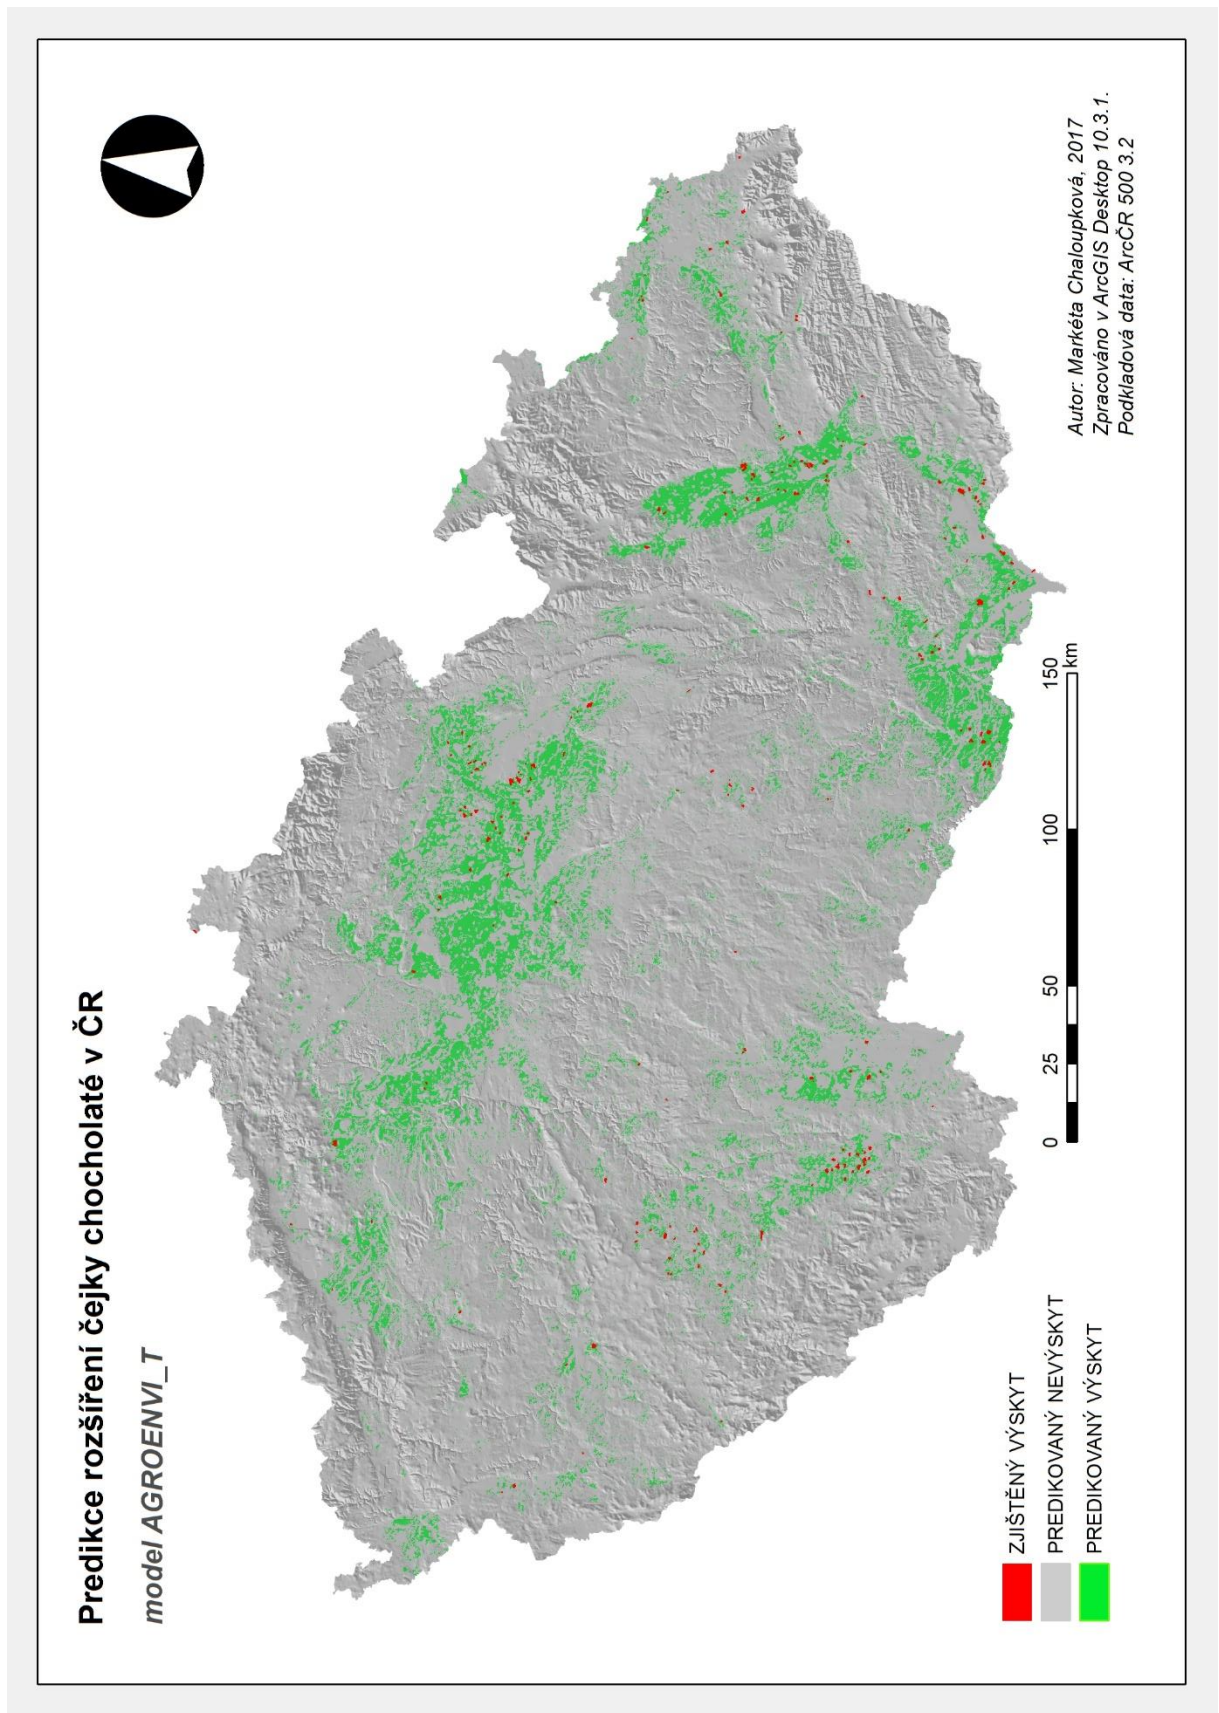 Predikce rozšíření čejky chocholaté v ČR
model AGROENVI_T
ZJIŠTĚNÝ VÝSKYT
PREDIKOVANÝ NEVÝSKYT
PREDIKOVANÝ VÝSKYT
0 25 50 100 150
km
Autor: Markéta Chaloupková, 2017
Zpracováno v ArcGIS Desktop 10.3.1.
Podkladová data: ArcČR 500 3.2